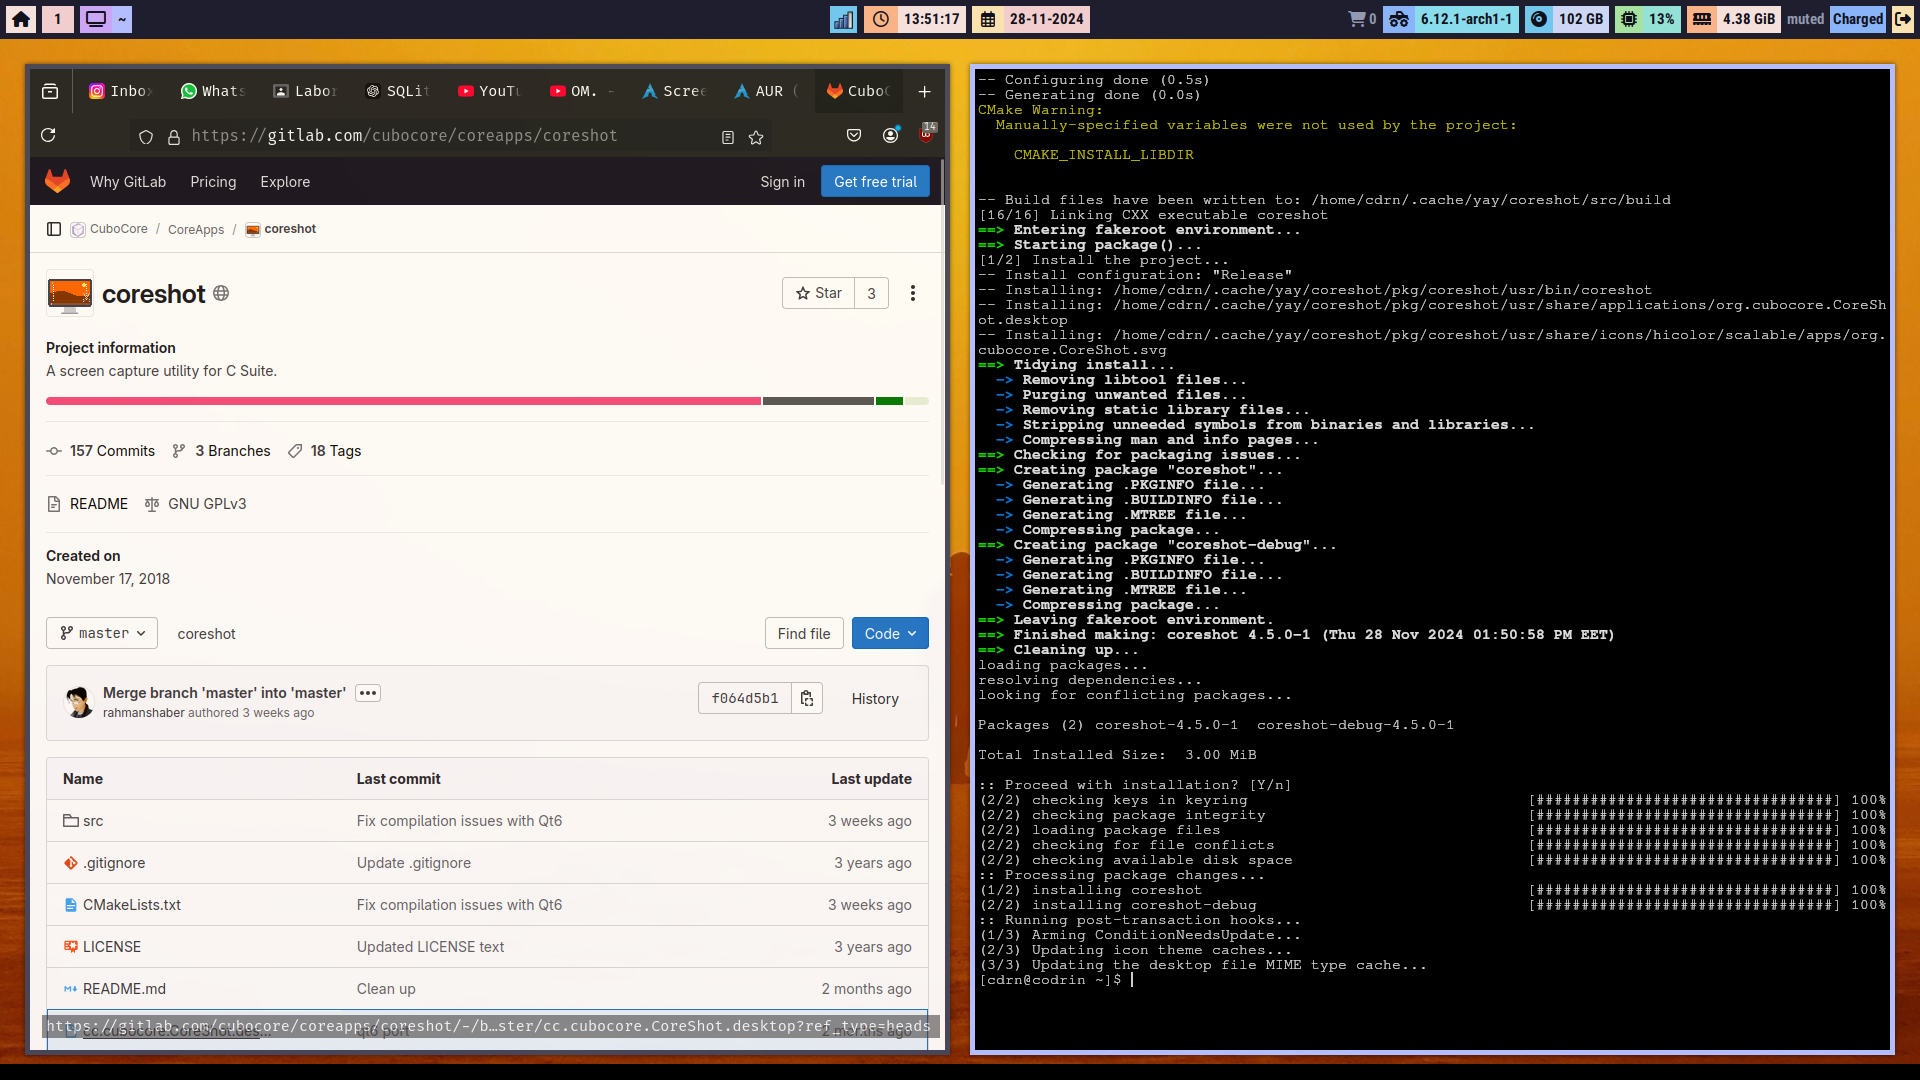 1 ~ 13:51:17 28-11-2024 0 6.12.1-arch1-1 102 GB 13% 4.38 GiB muted Charged
Inbo Whats Labor SQLit YouTu OM. - Scree AUR ( CuboC
https://gitlab.com/cubocore/coreapps/coreshot 14
Why GitLab Pricing Explore Sign in Get free trial
CuboCore / CoreApps / coreshot
coreshot Star 3
Project information
A screen capture utility for C Suite.
157 Commits 3 Branches 18 Tags
README GNU GPLv3
Created on
November 17, 2018
master coreshot Find file Code
Merge branch 'master' into 'master' f064d5b1 History
rahmanshaber authored 3 weeks ago
Name Last commit Last update
src Fix compilation issues with Qt6 3 weeks ago
.gitignore Update .gitignore 3 years ago
CMakeLists.txt Fix compilation issues with Qt6 3 weeks ago
LICENSE Updated LICENSE text 3 years ago
README.md Clean up 2 months ago
cc.cubocore.CoreShot.des... qt6 port 2 months ago
https://gitlab.com/cubocore/coreapps/coreshot/-/b…ster/cc.cubocore.CoreShot.desktop?ref_type=heads
-- Configuring done (0.5s)
-- Generating done (0.0s)
CMake Warning:
Manually-specified variables were not used by the project:
CMAKE_INSTALL_LIBDIR
-- Build files have been written to: /home/cdrn/.cache/yay/coreshot/src/build
[16/16] Linking CXX executable coreshot
==> Entering fakeroot environment...
==> Starting package()...
[1/2] Install the project...
-- Install configuration: "Release"
-- Installing: /home/cdrn/.cache/yay/coreshot/pkg/coreshot/usr/bin/coreshot
-- Installing: /home/cdrn/.cache/yay/coreshot/pkg/coreshot/usr/share/applications/org.cubocore.CoreSh
ot.desktop
-- Installing: /home/cdrn/.cache/yay/coreshot/pkg/coreshot/usr/share/icons/hicolor/scalable/apps/org.
cubocore.CoreShot.svg
==> Tidying install...
-> Removing libtool files...
-> Purging unwanted files...
-> Removing static library files...
-> Stripping unneeded symbols from binaries and libraries...
-> Compressing man and info pages...
==> Checking for packaging issues...
==> Creating package "coreshot"...
-> Generating .PKGINFO file...
-> Generating .BUILDINFO file...
-> Generating .MTREE file...
-> Compressing package...
==> Creating package "coreshot-debug"...
-> Generating .PKGINFO file...
-> Generating .BUILDINFO file...
-> Generating .MTREE file...
-> Compressing package...
==> Leaving fakeroot environment.
==> Finished making: coreshot 4.5.0-1 (Thu 28 Nov 2024 01:50:58 PM EET)
==> Cleaning up...
loading packages...
resolving dependencies...
looking for conflicting packages...
Packages (2) coreshot-4.5.0-1 coreshot-debug-4.5.0-1
Total Installed Size: 3.00 MiB
:: Proceed with installation? [Y/n]
(2/2) checking keys in keyring [#################################] 100%
(2/2) checking package integrity [#################################] 100%
(2/2) loading package files [#################################] 100%
(2/2) checking for file conflicts [#################################] 100%
(2/2) checking available disk space [#################################] 100%
:: Processing package changes...
(1/2) installing coreshot [#################################] 100%
(2/2) installing coreshot-debug [#################################] 100%
:: Running post-transaction hooks...
(1/3) Arming ConditionNeedsUpdate...
(2/3) Updating icon theme caches...
(3/3) Updating the desktop file MIME type cache...
[cdrn@codrin ~]$